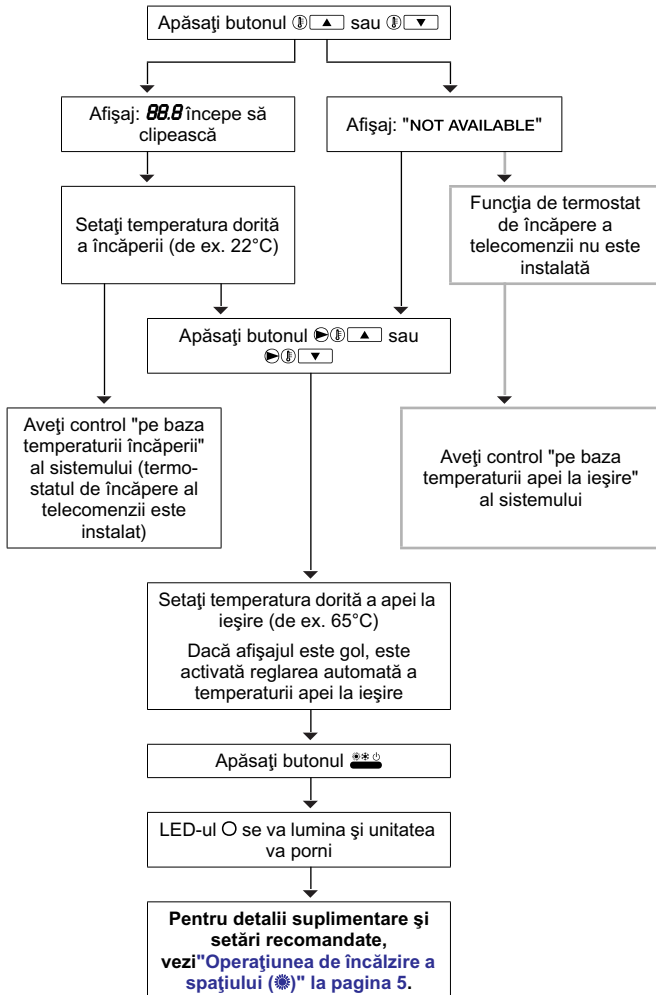 Apăsaţi butonul ▲ sau ▼
Afişaj: 88.8 începe să
clipească
Afişaj: "NOT AVAILABLE"
Setaţi temperatura dorită
a încăperii (de ex. 22°C)
Funcţia de termostat
de încăpere a
telecomenzii nu este
instalată
Apăsaţi butonul ▲ sau
▼
Aveţi control "pe baza
temperaturii încăperii"
al sistemului (termo-
statul de încăpere al
telecomenzii este
instalat)
Aveţi control "pe baza
temperaturii apei la ieşire"
al sistemului
Setaţi temperatura dorită a apei la
ieşire (de ex. 65°C)
Dacă afişajul este gol, este
activată reglarea automată a
temperaturii apei la ieşire
Apăsaţi butonul
LED-ul se va lumina şi unitatea
va porni
Pentru detalii suplimentare şi
setări recomandate,
vezi"Operaţiunea de încălzire a
spaţiului ()" la pagina 5.